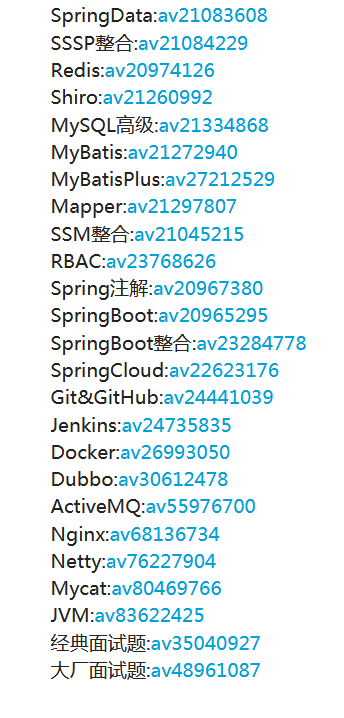 SpringData:av21083608
SSSP整合:av21084229
Redis:av20974126
Shiro:av21260992
MySQL高级:av21334868
MyBatis:av21272940
MyBatisPlus:av27212529
Mapper:av21297807
SSM整合:av21045215
RBAC:av23768626
Spring注解:av20967380
SpringBoot:av20965295
SpringBoot整合:av23284778
SpringCloud:av22623176
Git&GitHub:av24441039
Jenkins:av24735835
Docker:av26993050
Dubbo:av30612478
ActiveMQ:av55976700
Nginx:av68136734
Netty:av76227904
Mycat:av80469766
JVM:av83622425
经典面试题:av35040927
大厂面试题:av48961087